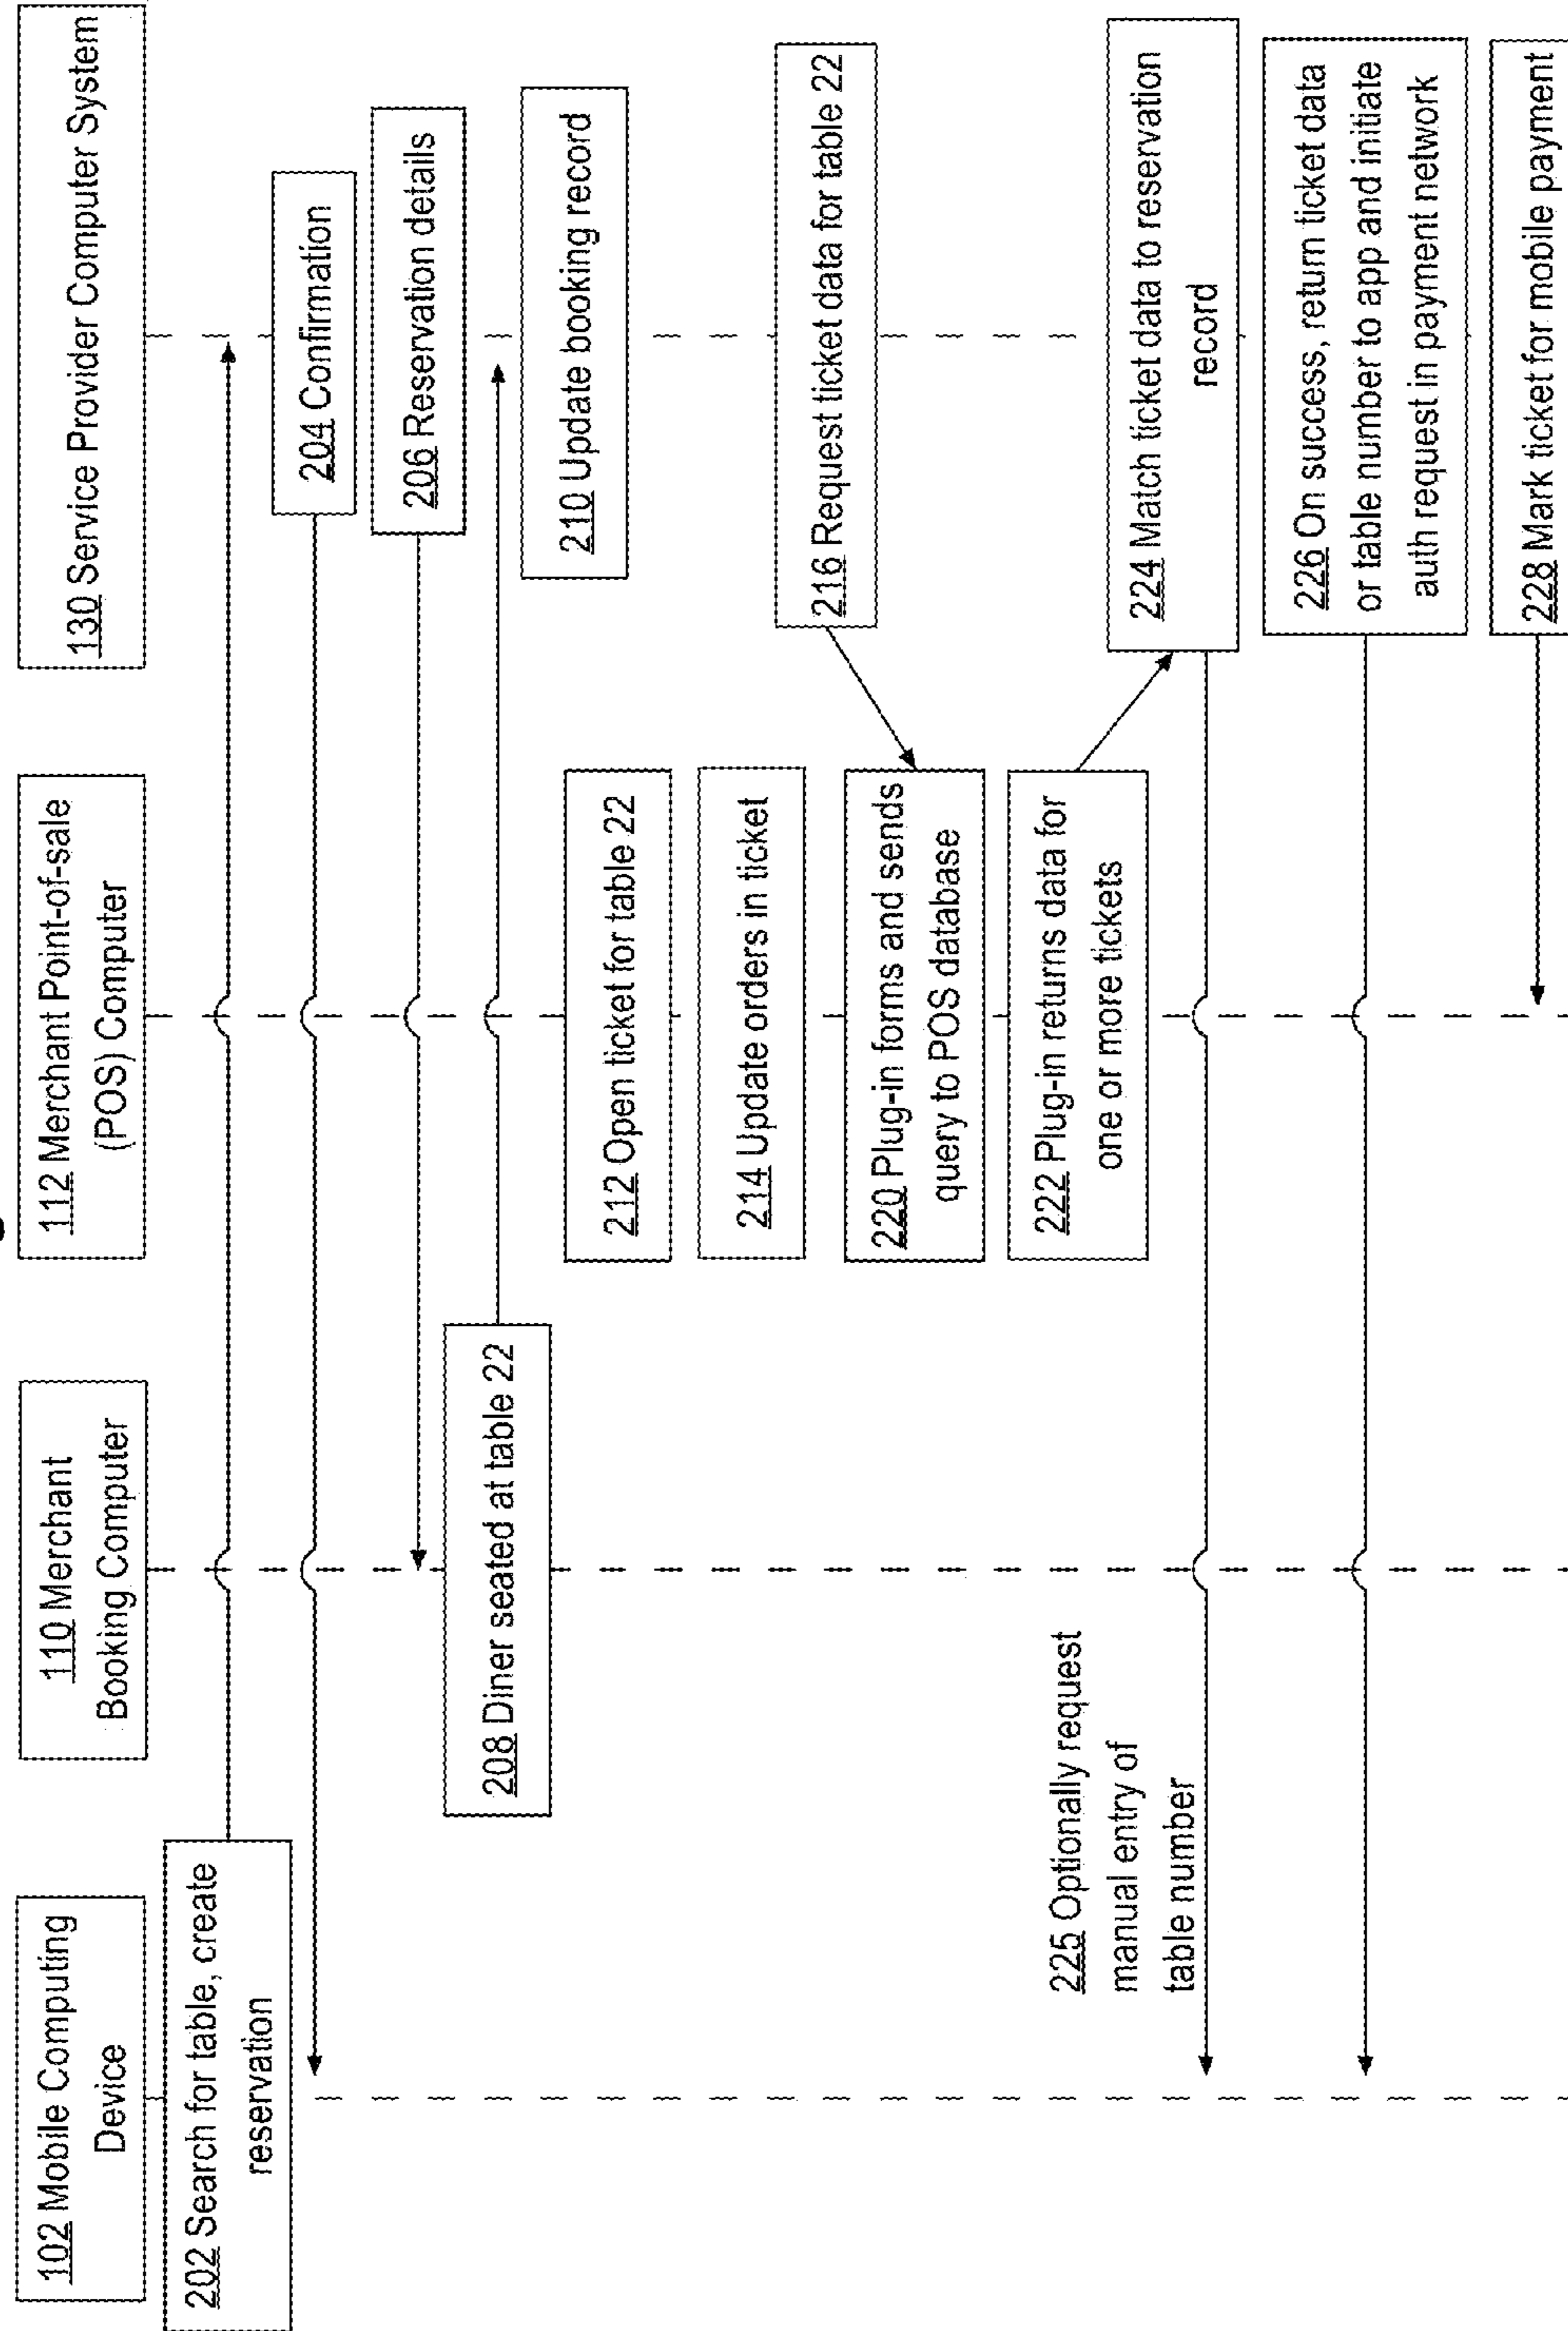 102 Mobile Computing
Device
110 Merchant
Booking Computer
112 Merchant Point-of-sale
(POS) Computer
130 Service Provider Computer System
202 Search for table, create
reservation
204 Confirmation
206 Reservation details
208 Diner seated at table 22
210 Update booking record
212 Open ticket for table 22
214 Update orders in ticket
216 Request ticket data for table 22
220 Plug-in forms and sends
query to POS database
222 Plug-in returns data for
one or more tickets
224 Match ticket data to reservation
record
225 Optionally request
manual entry of
table number
226 On success, return ticket data
or table number to app and initiate
auth request in payment network
228 Mark ticket for mobile payment